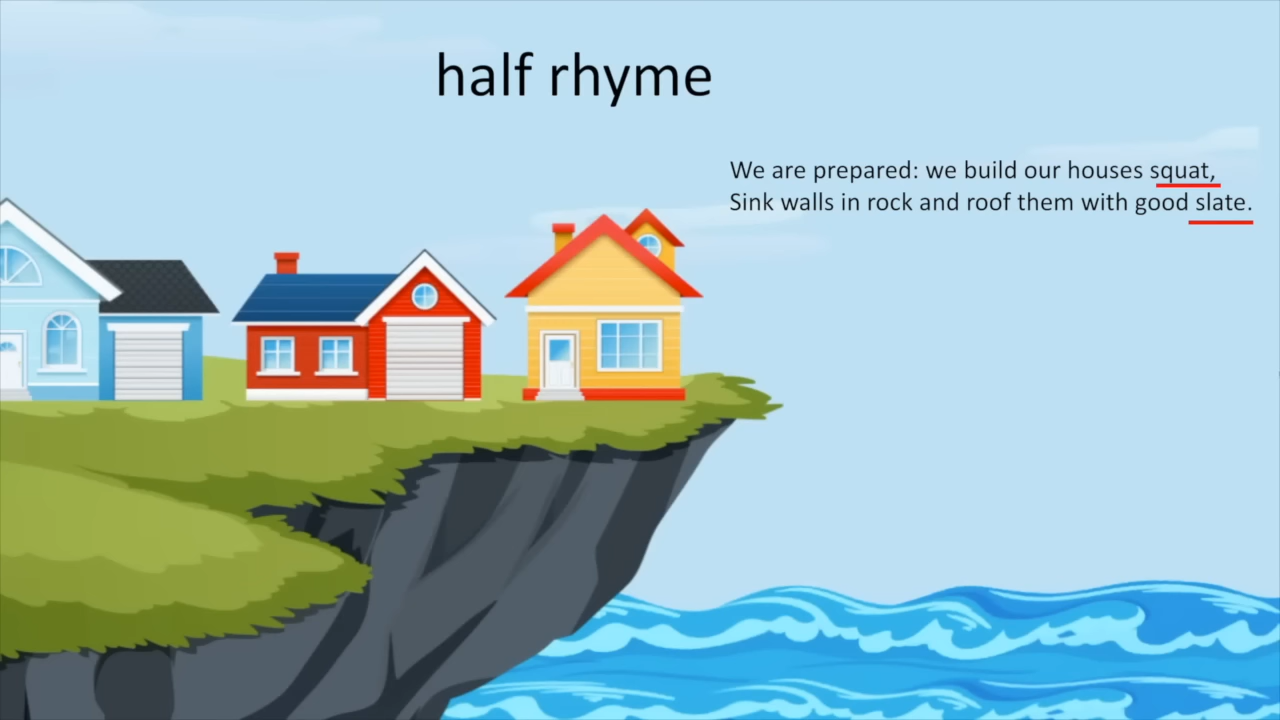 half rhyme
We are prepared: we build our houses squat,
Sink walls in rock and roof them with good slate.